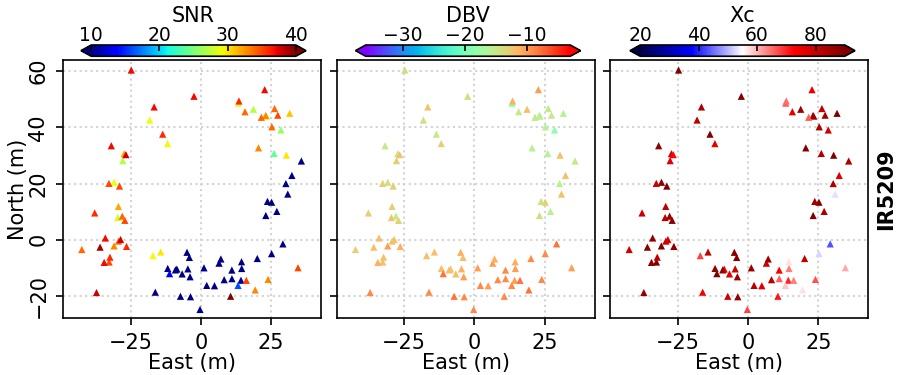 SNR DBV Xc
10 20 30 40 −30 −20 −10 20 40 60 80
60
40
20
0
−20
North (m)
IR5209
−25 0 25 −25 0 25 −25 0 25
East (m) East (m) East (m)